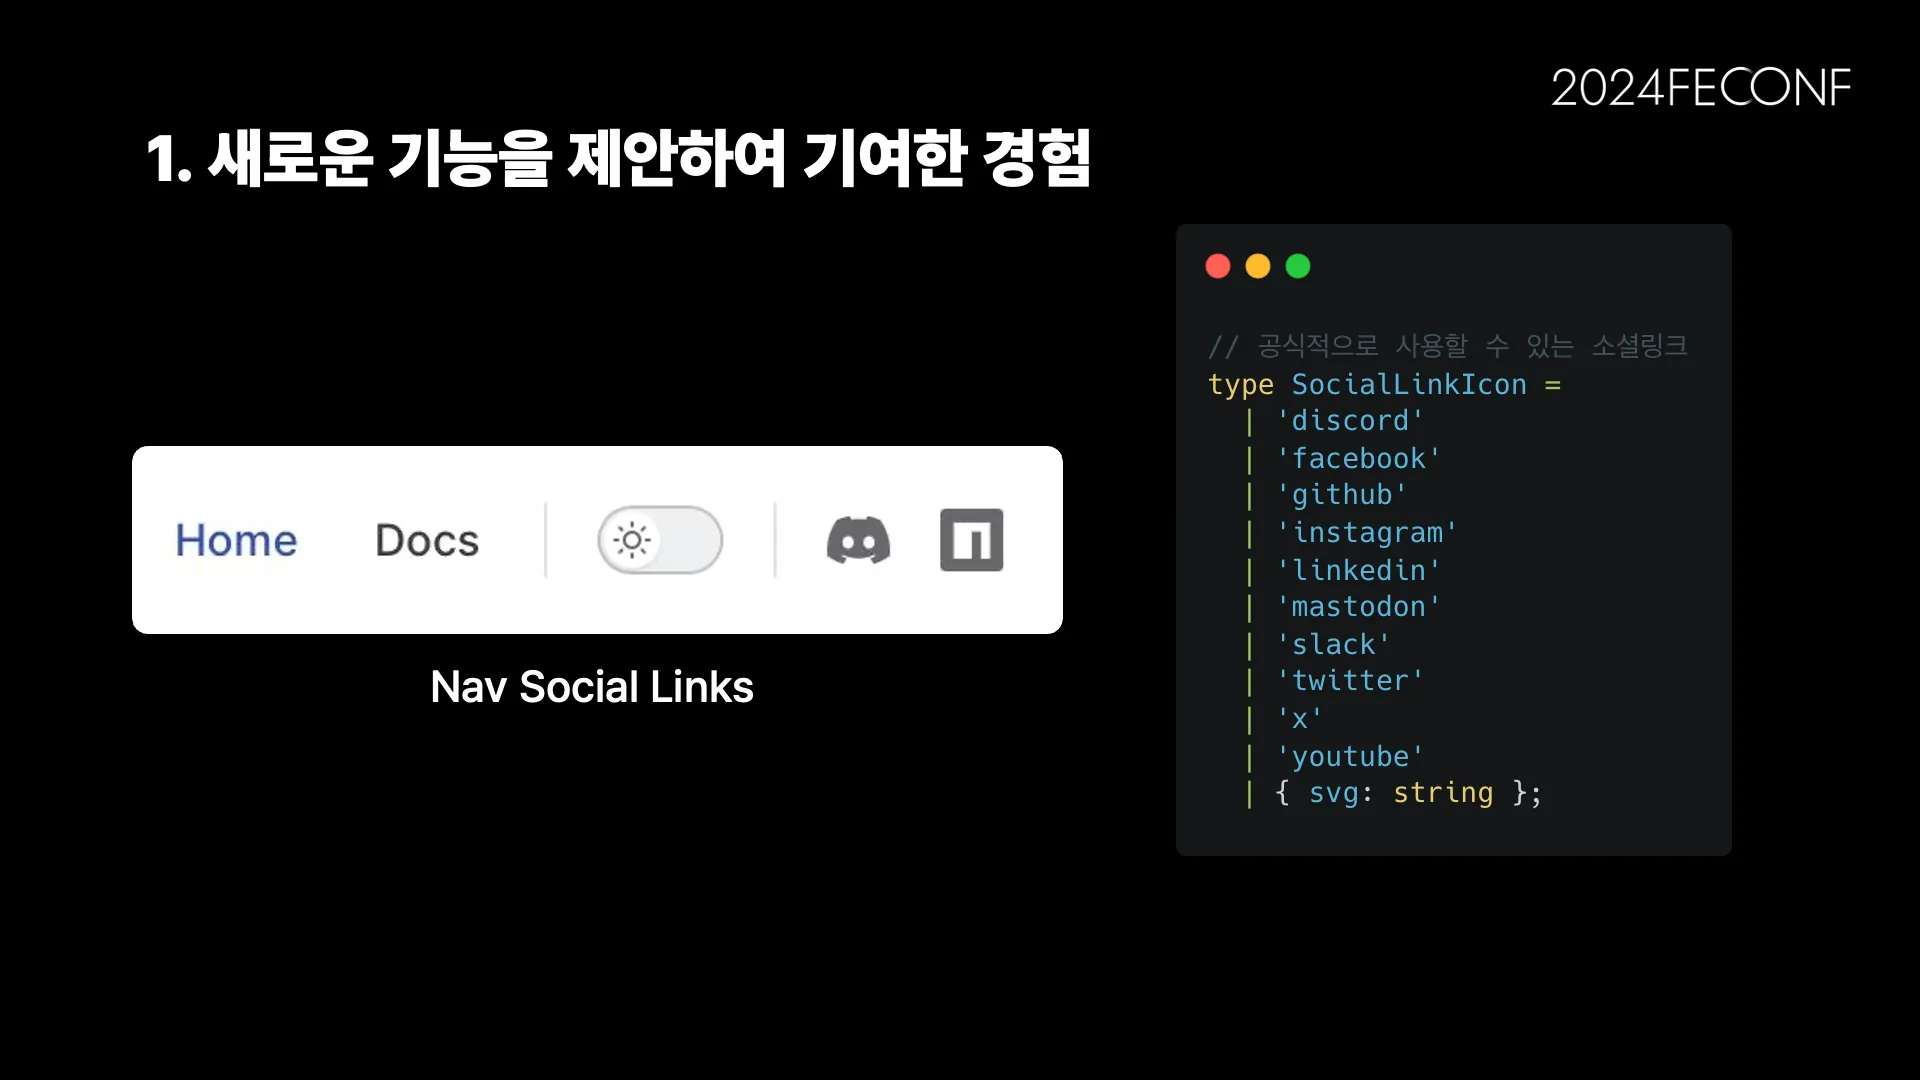 2024FECONF
1. 새로운 기능을 제안하여 기여한 경험
Home Docs
Nav Social Links
// 공식적으로 사용할 수 있는 소셜링크
type SocialLinkIcon =
| 'discord'
| 'facebook'
| 'github'
| 'instagram'
| 'linkedin'
| 'mastodon'
| 'slack'
| 'twitter'
| 'x'
| 'youtube'
| { svg: string };